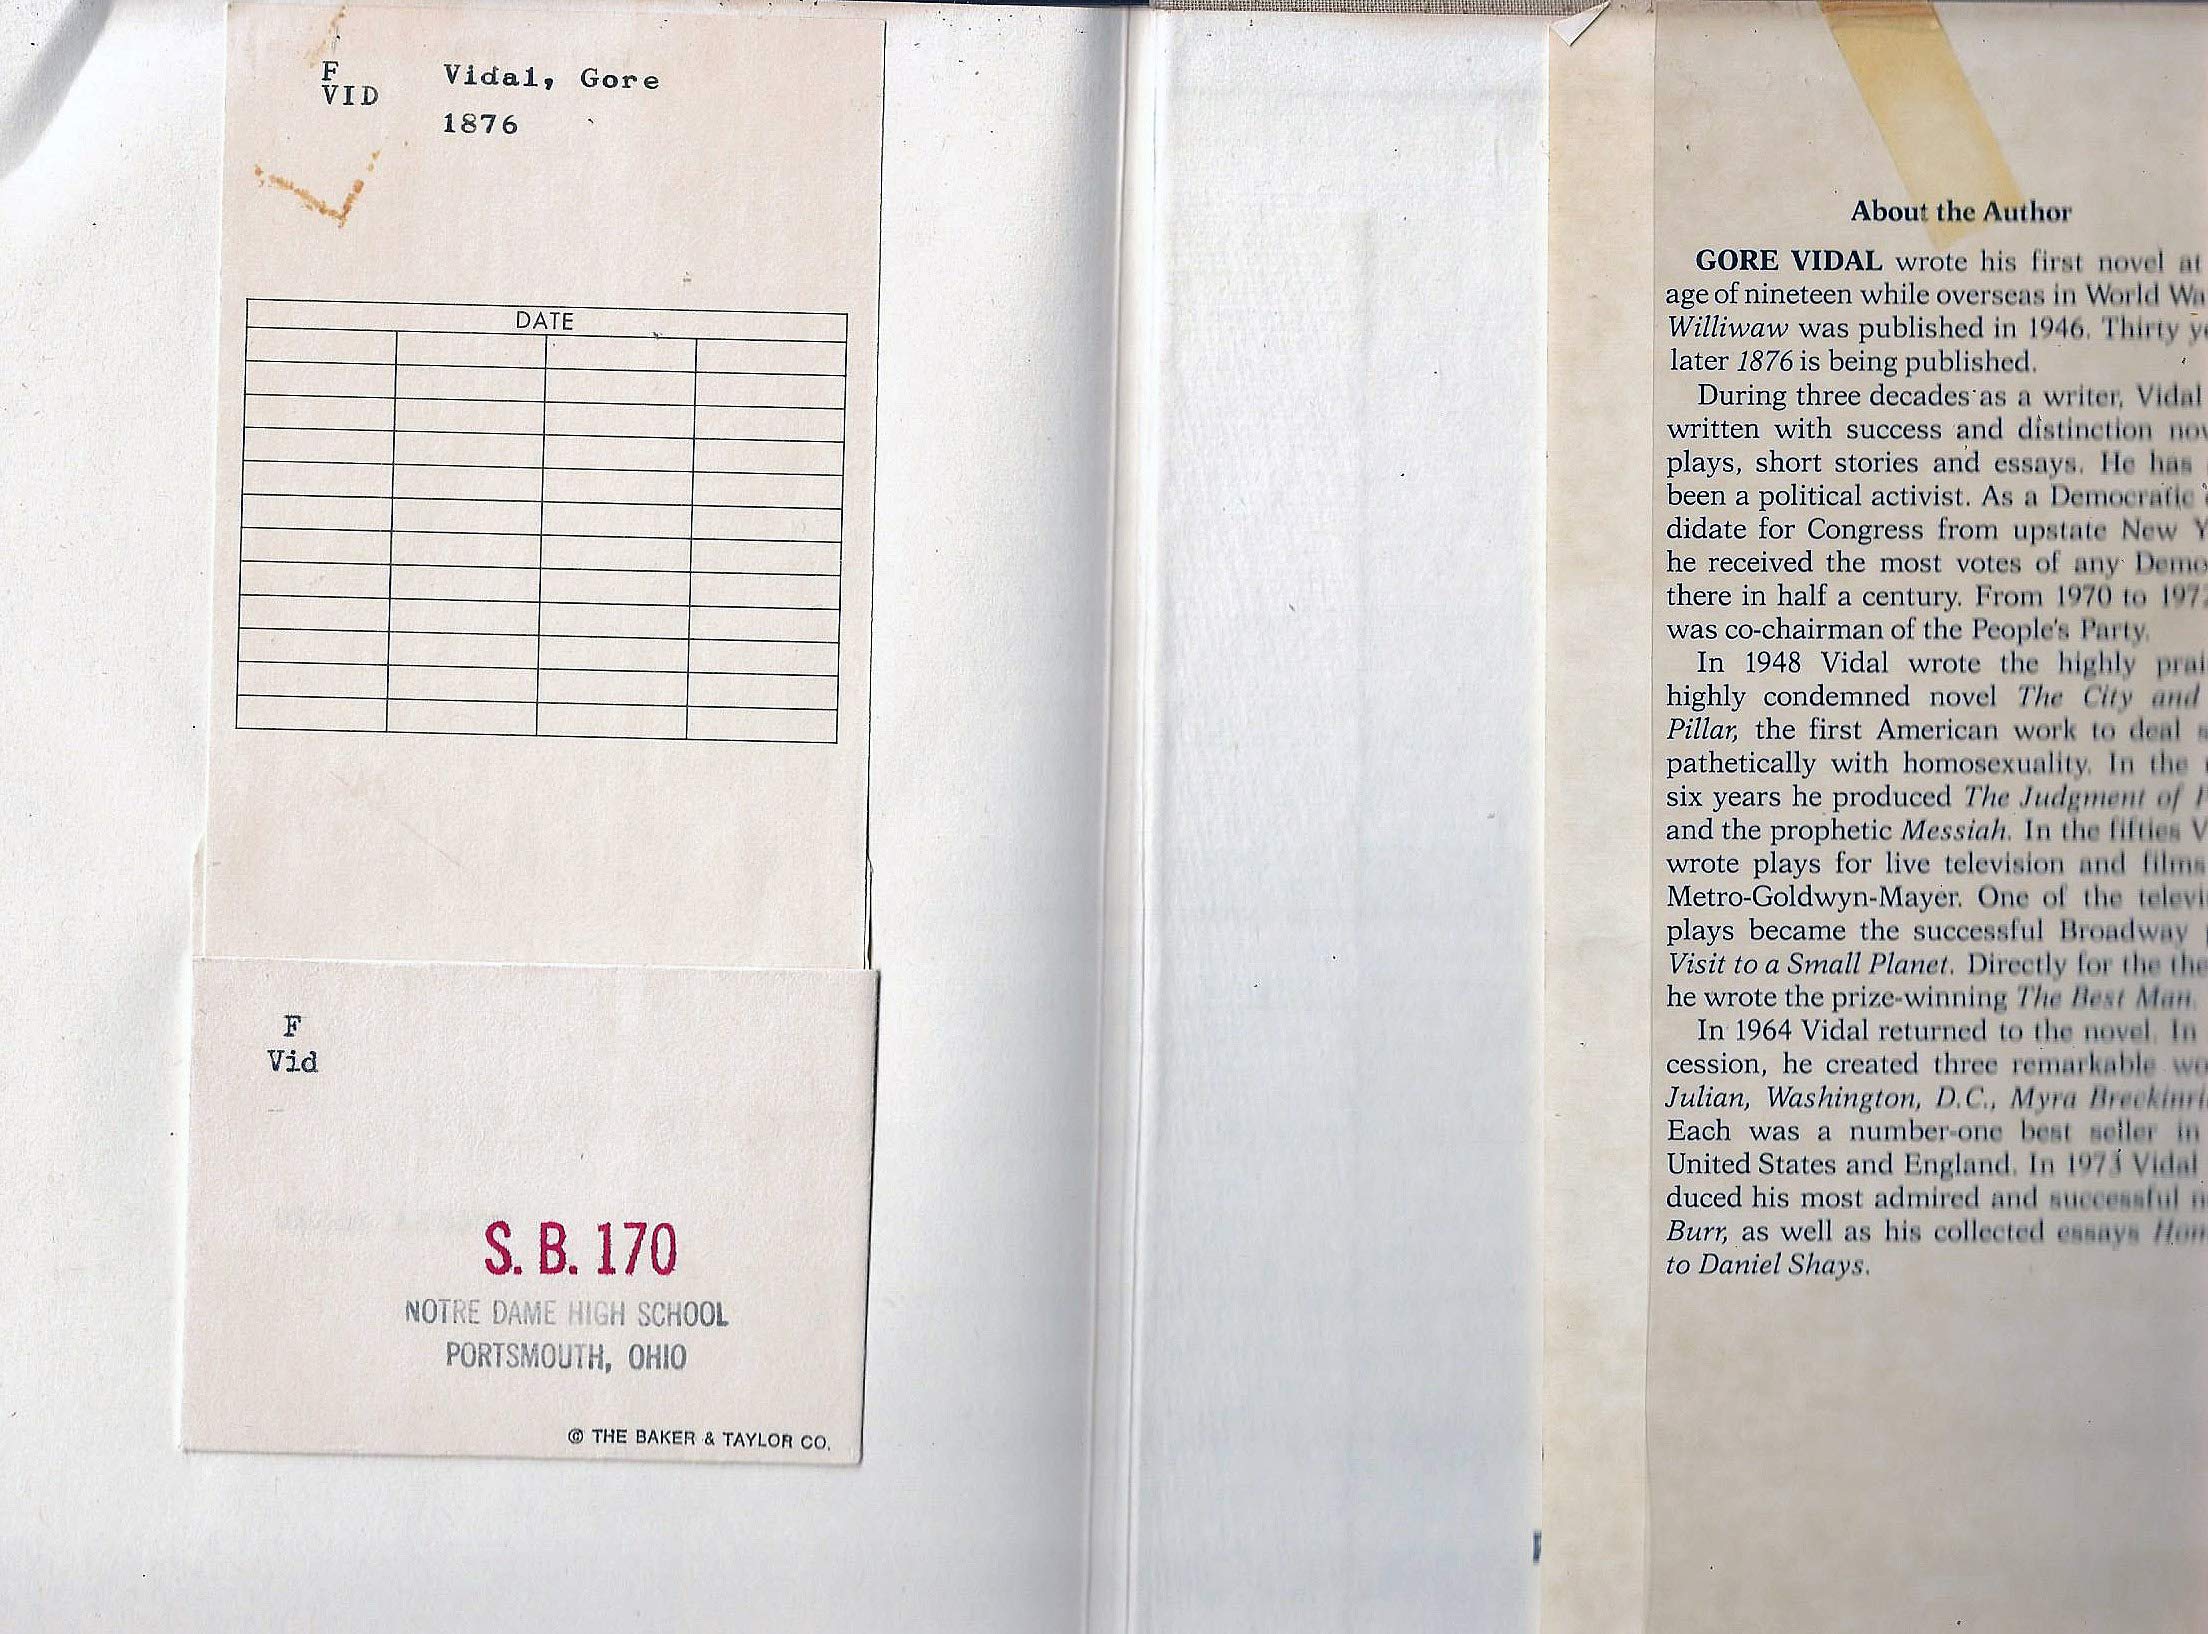 F
VID
Vidal, Gore
1876
DATE
F
Vid
S. B. 170
NOTRE DAME HIGH SCHOOL
PORTSMOUTH, OHIO
© THE BAKER & TAYLOR CO.
About the Author
GORE VIDAL wrote his first novel at
age of nineteen while overseas in World
Williwaw was published in 1946. Thirty
later 1876 is being published.
During three decades as a writer, Vidal
written with success and distinction
plays, short stories and essays. He has
been a political activist. As a Democratic
didate for Congress from upstate New
he received the most votes of any
there in half a century. From 1970 to
was co-chairman of the People's Party.
In 1948 Vidal wrote the highly
highly condemned novel The City and
Pillar, the first American work to deal
pathetically with homosexuality. In the
six years he produced The Judgment of
and the prophetic Messiah. In the fifties
wrote plays for live television and films
Metro-Goldwyn-Mayer. One of the
plays became the successful Broadway
Visit to a Small Planet. Directly for the
he wrote the prize-winning The Best Man.
In 1964 Vidal returned to the novel. In
cession, he created three remarkable
Julian, Washington, D.C., Myra
Each was a number-one best seller in
United States and England. In 1973 Vidal
duced his most admired and successful
Burr, as well as his collected essays
to Daniel Shays.